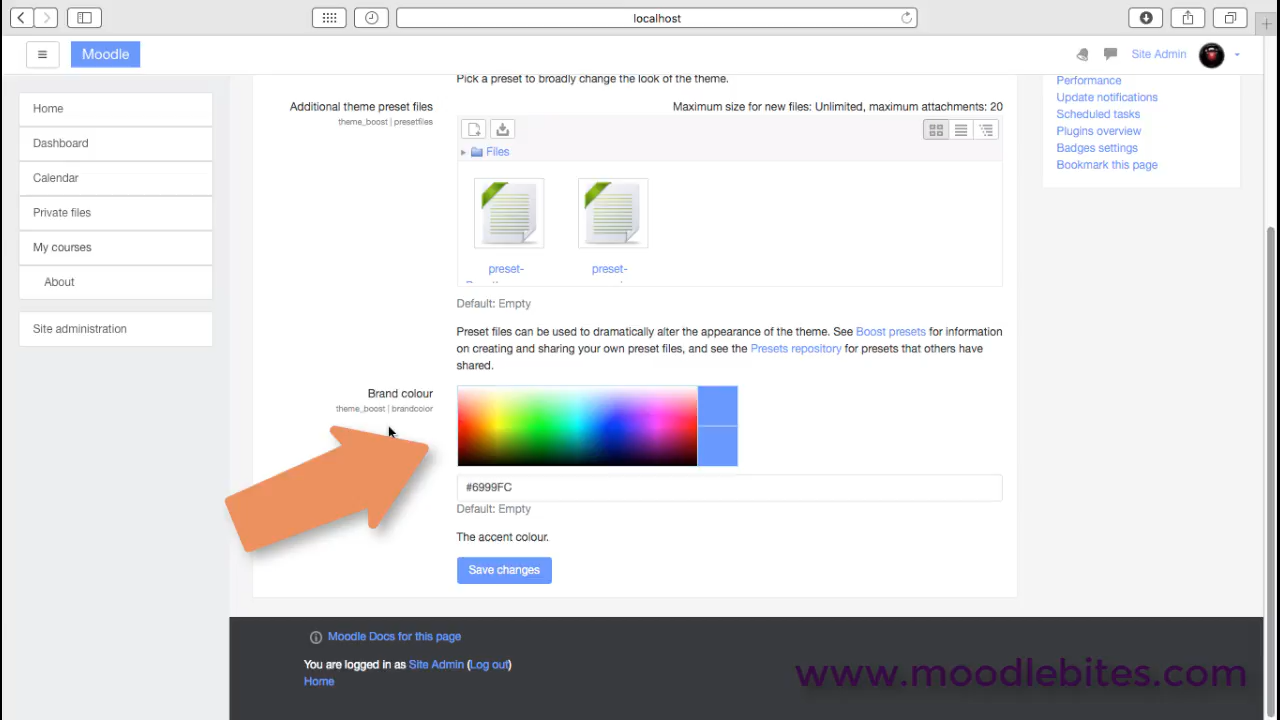 localhost
Moodle
Site Admin
Home
Dashboard
Calendar
Private files
My courses
About
Site administration
Pick a preset to broadly change the look of the theme.
Additional theme preset files
theme_boost | presetfiles
Maximum size for new files: Unlimited, maximum attachments: 20
Files
preset-
preset-
Default: Empty
Preset files can be used to dramatically alter the appearance of the theme. See Boost presets for information
on creating and sharing your own preset files, and see the Presets repository for presets that others have
shared.
Brand colour
theme_boost | brandcolor
#6999FC
Default: Empty
The accent colour.
Save changes
Performance
Update notifications
Scheduled tasks
Plugins overview
Badges settings
Bookmark this page
Moodle Docs for this page
You are logged in as Site Admin (Log out)
Home
www.moodlebites.com